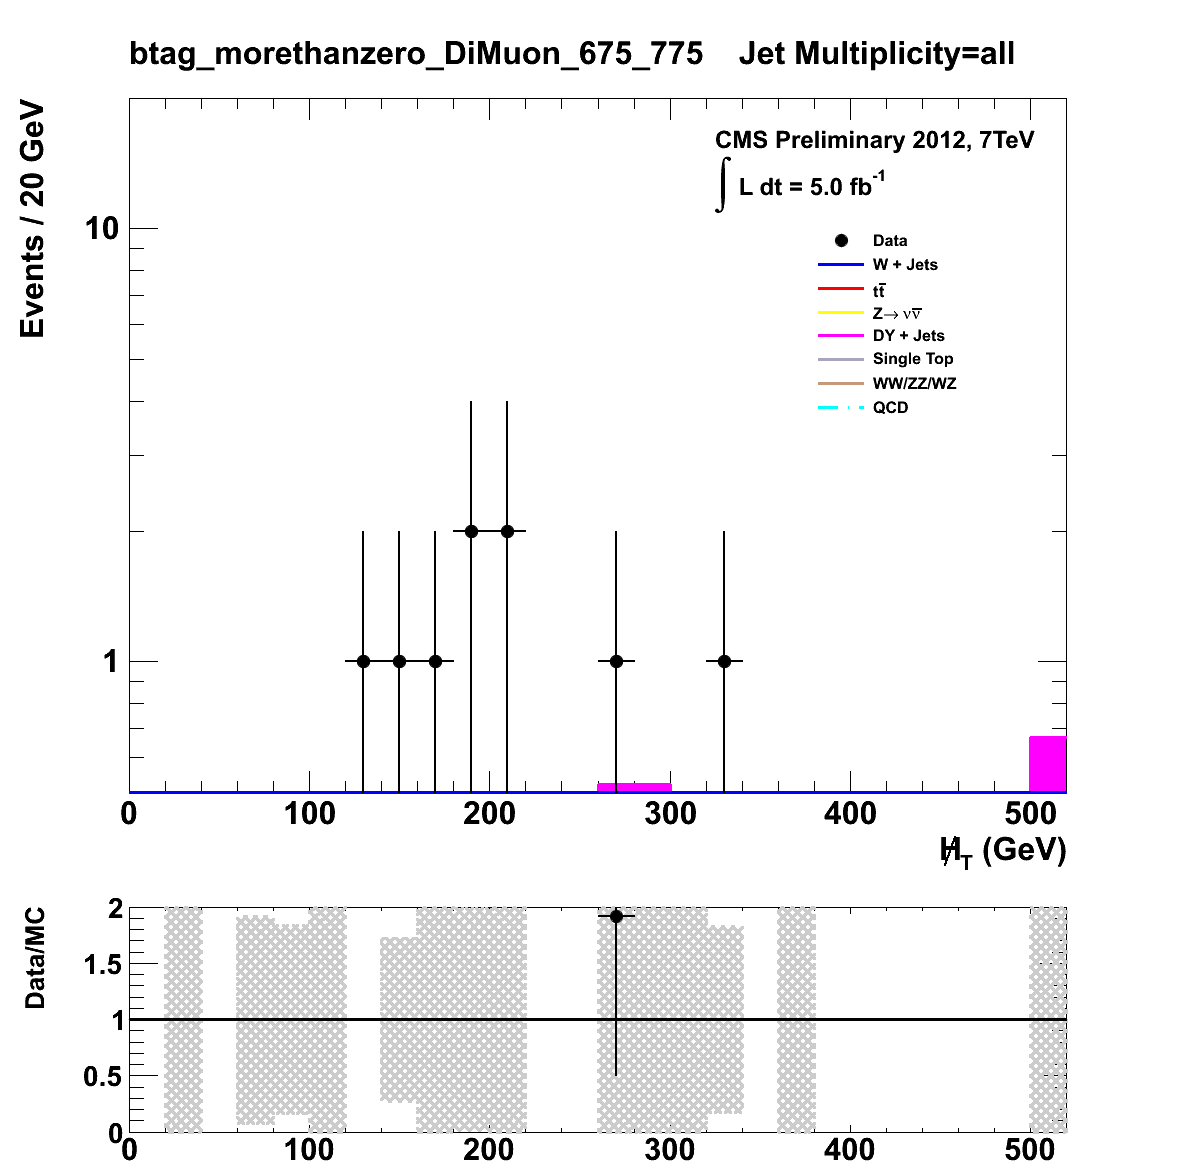 btag_morethanzero_DiMuon_675_775 Jet Multiplicity=all
Events / 20 GeV
CMS Preliminary 2012, 7TeV
∫ L dt = 5.0 fb⁻¹
Data
W + Jets
tt̅
Z→ νν̅
DY + Jets
Single Top
WW/ZZ/WZ
QCD
10
1
0 100 200 300 400 500
H̸T (GeV)
Data/MC
2
1.5
1
0.5
0
0 100 200 300 400 500